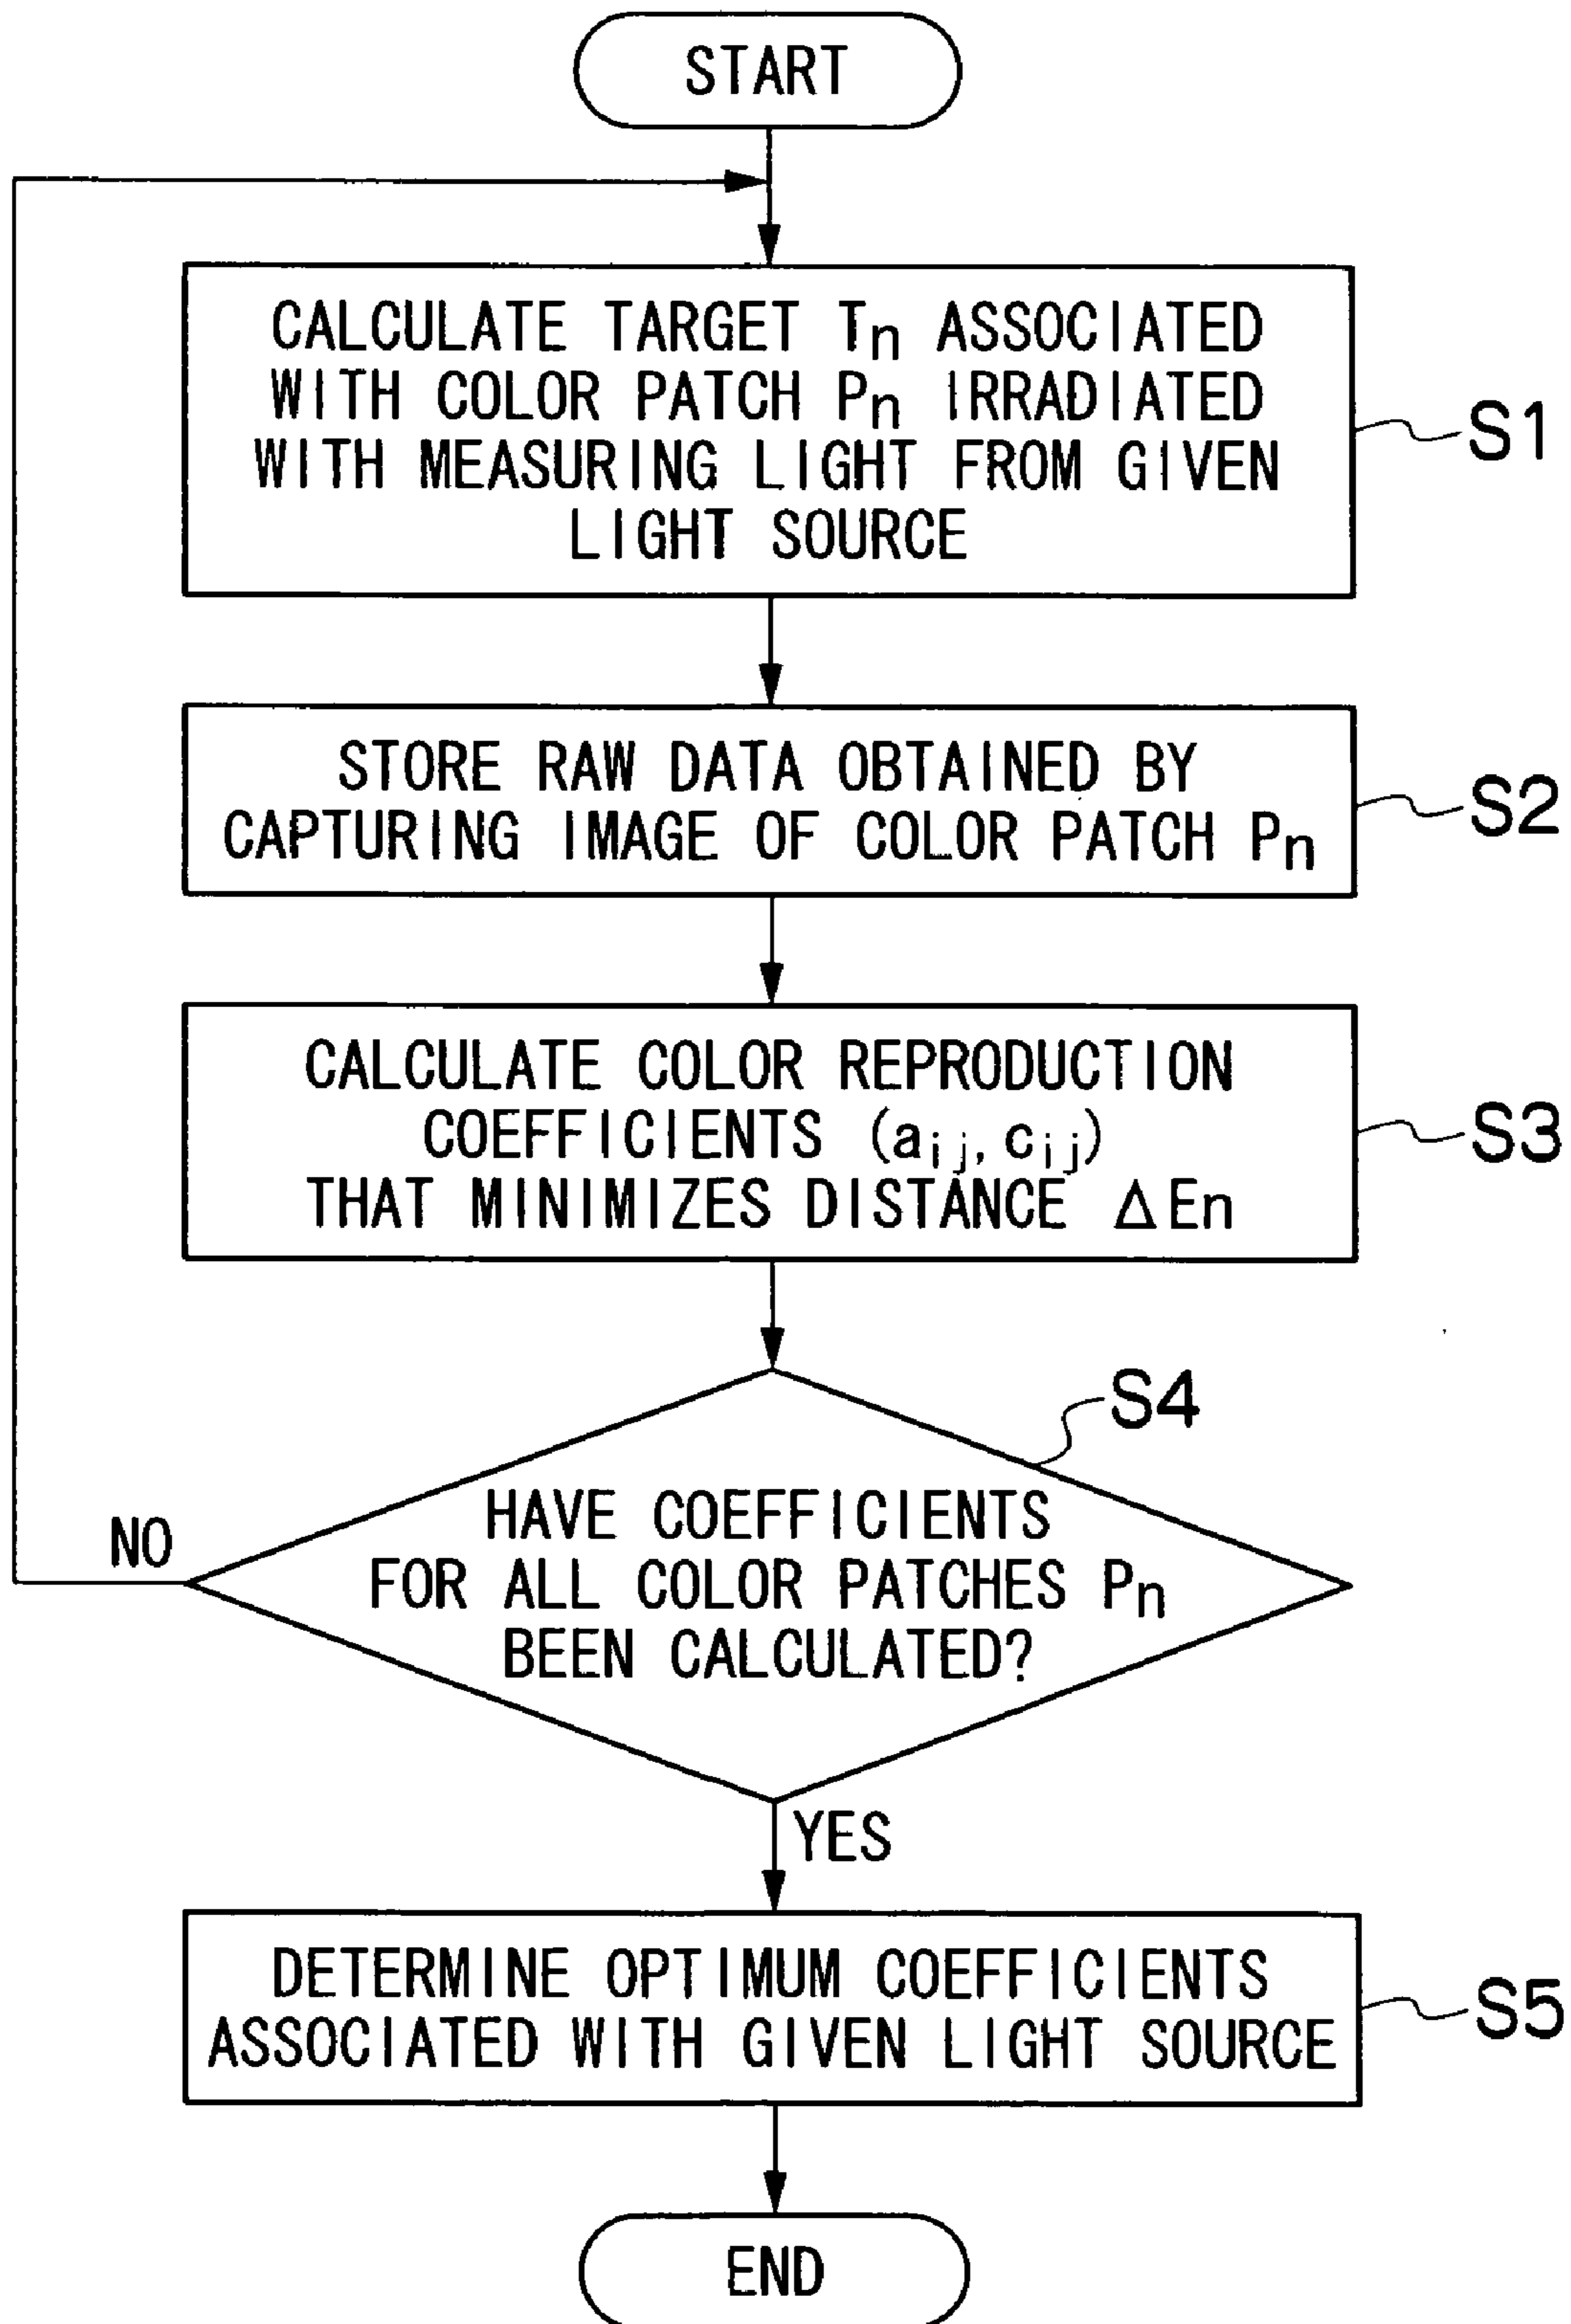 START
CALCULATE TARGET Tn ASSOCIATED
WITH COLOR PATCH Pn IRRADIATED
WITH MEASURING LIGHT FROM GIVEN
LIGHT SOURCE
S1
STORE RAW DATA OBTAINED BY
CAPTURING IMAGE OF COLOR PATCH Pn
S2
CALCULATE COLOR REPRODUCTION
COEFFICIENTS (aij, cij)
THAT MINIMIZES DISTANCE ΔEn
S3
S4
HAVE COEFFICIENTS
FOR ALL COLOR PATCHES Pn
BEEN CALCULATED?
NO
YES
DETERMINE OPTIMUM COEFFICIENTS
ASSOCIATED WITH GIVEN LIGHT SOURCE
S5
END